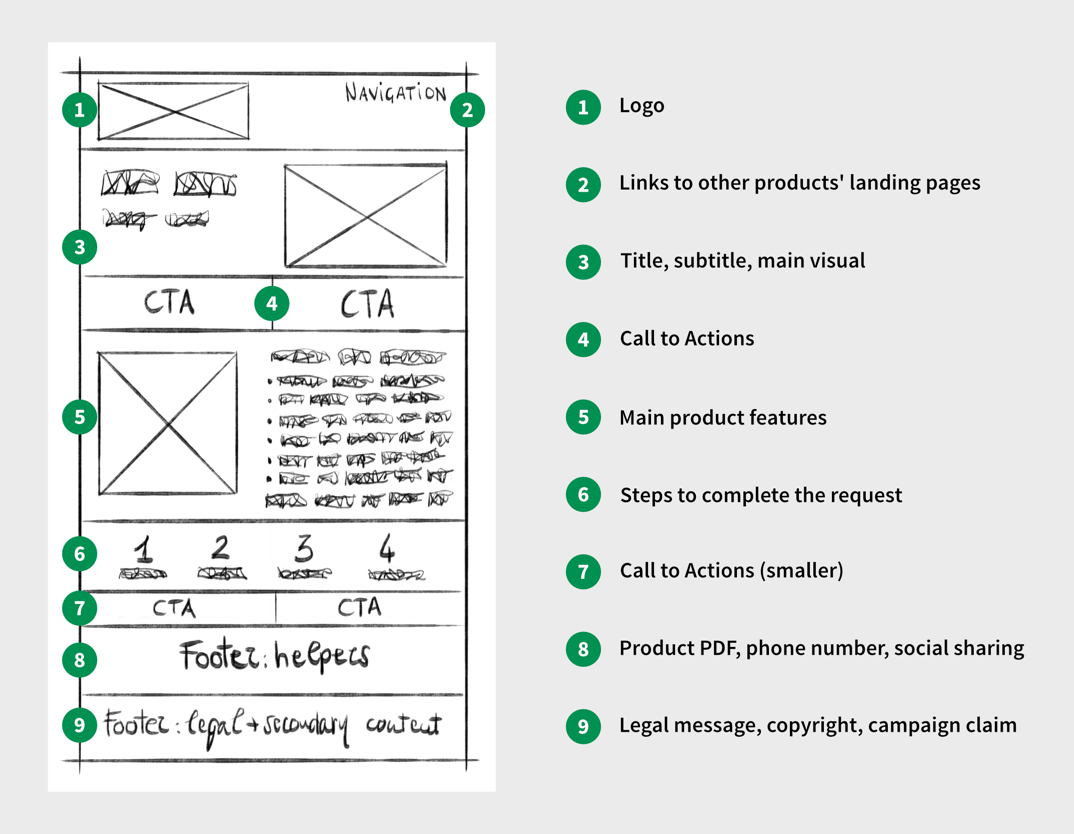 1
NAVIGATION
2
3
CTA
4
CTA
5
6
1
2
3
4
7
CTA
CTA
8
Footer: helpers
9
Footer: legal + secondary content
1 Logo
2 Links to other products' landing pages
3 Title, subtitle, main visual
4 Call to Actions
5 Main product features
6 Steps to complete the request
7 Call to Actions (smaller)
8 Product PDF, phone number, social sharing
9 Legal message, copyright, campaign claim